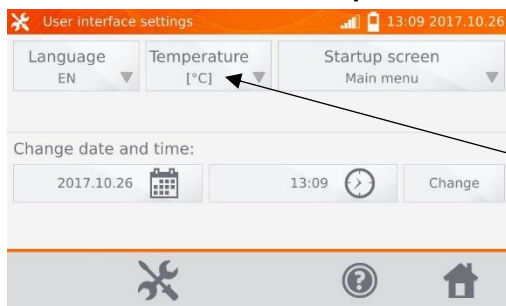 User interface settings 13:09 2017.10.26
Language Temperature Startup screen
EN [°C] Main menu
Change date and time:
2017.10.26 13:09 Change